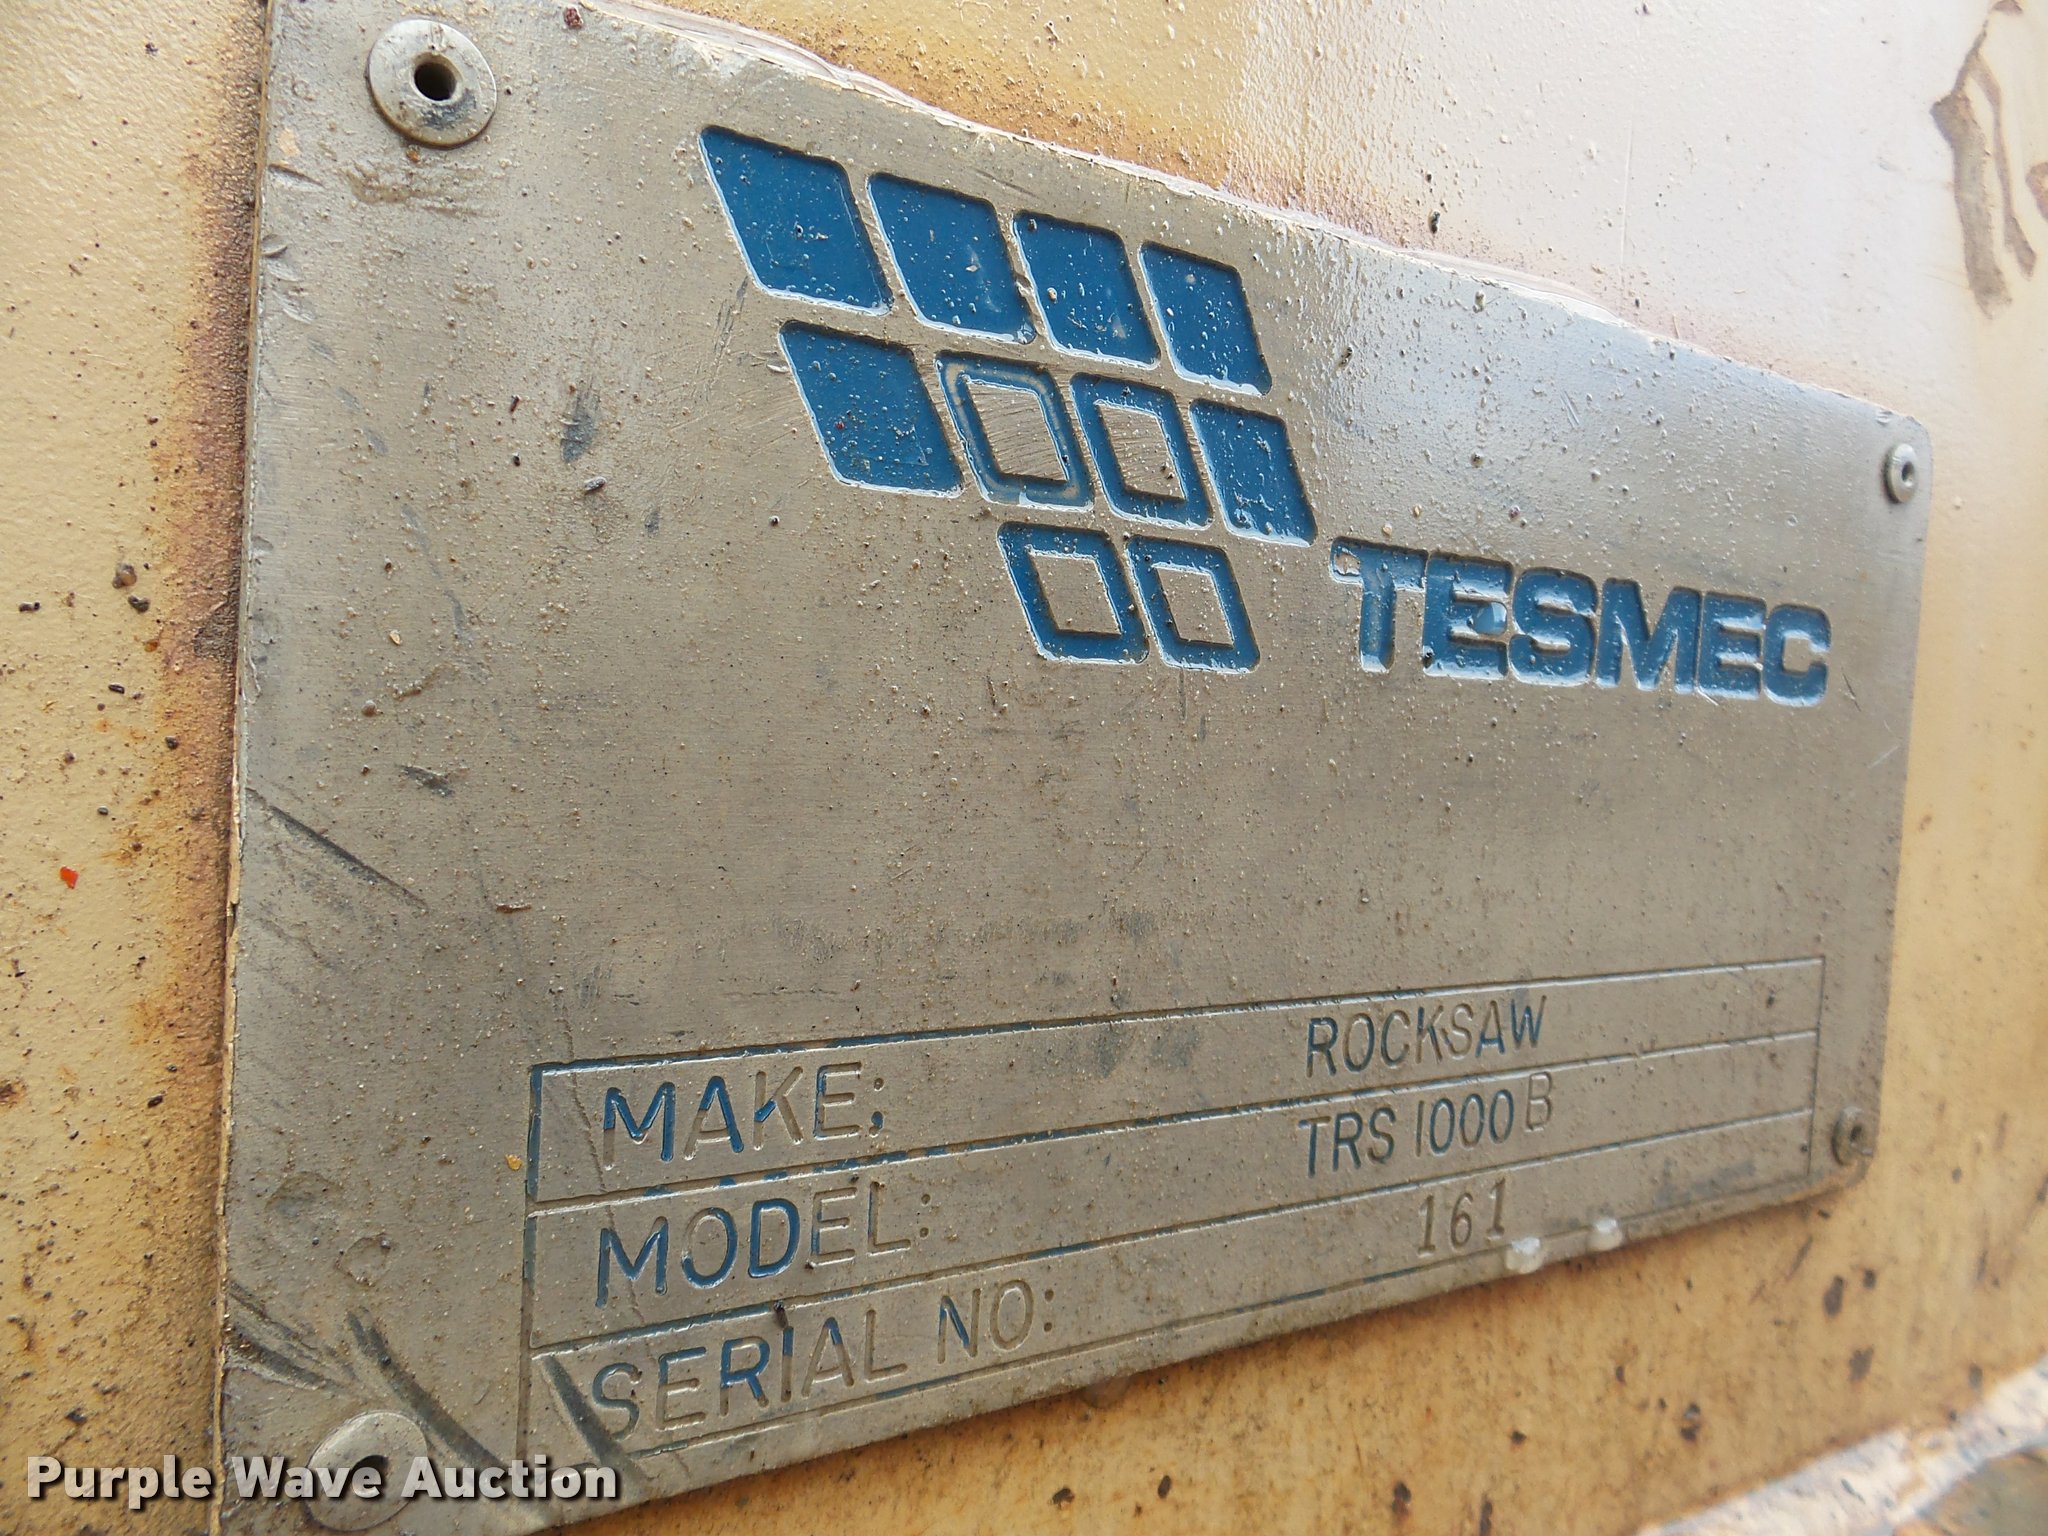 TESMEC
MAKE: ROCKSAW
MODEL: TRS 1000 B
SERIAL NO: 161
Purple Wave Auction